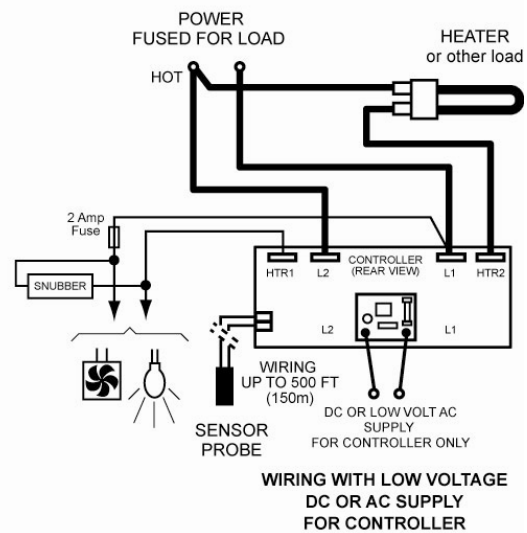 POWER
FUSED FOR LOAD
HOT
HEATER
or other load
2 Amp
Fuse
SNUBBER
HTR1
L2
CONTROLLER
(REAR VIEW)
L1
HTR2
L2
L1
WIRING
UP TO 500 FT
(150m)
SENSOR
PROBE
DC OR LOW VOLT AC
SUPPLY
FOR CONTROLLER ONLY
WIRING WITH LOW VOLTAGE
DC OR AC SUPPLY
FOR CONTROLLER